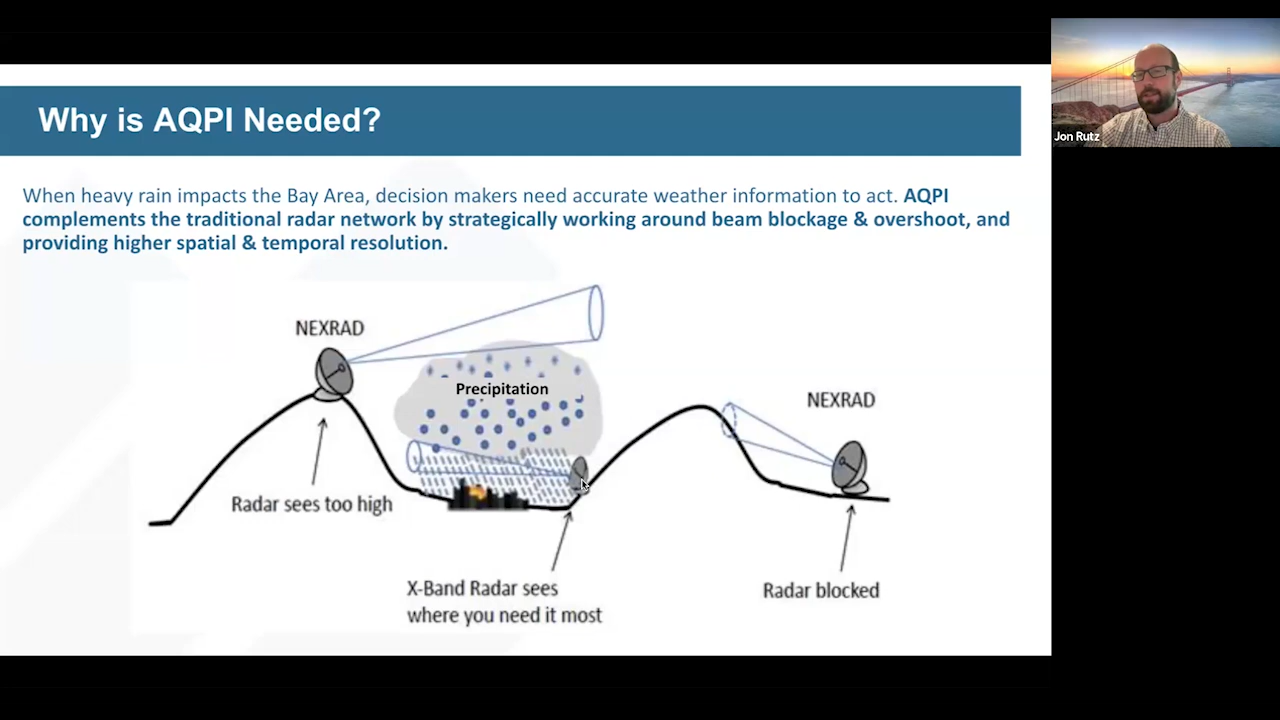 Why is AQPI Needed?
When heavy rain impacts the Bay Area, decision makers need accurate weather information to act. AQPI
complements the traditional radar network by strategically working around beam blockage & overshoot, and
providing higher spatial & temporal resolution.
NEXRAD
Precipitation
NEXRAD
Radar sees too high
X-Band Radar sees
where you need it most
Radar blocked
Jon Rutz